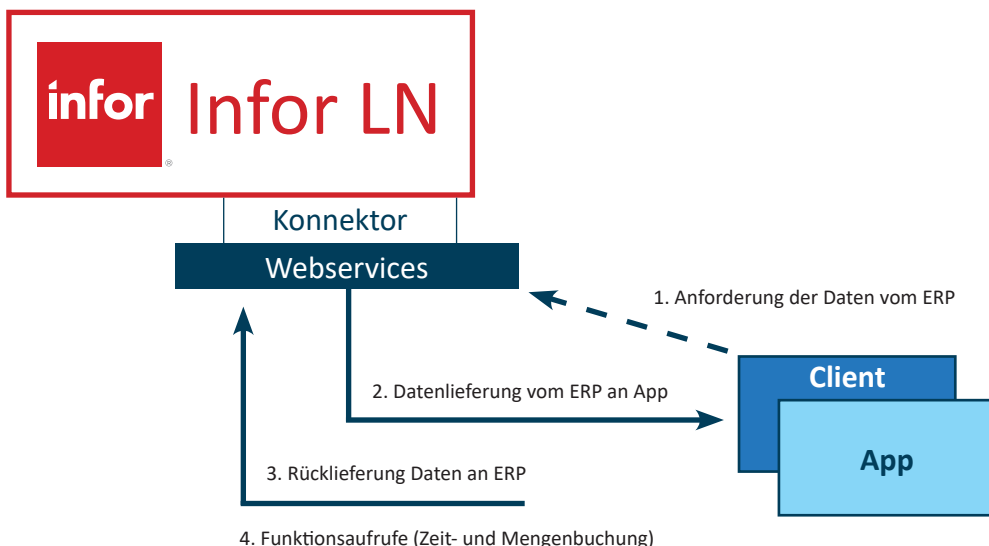 infor
Infor LN
®
Konnektor
Webservices
1. Anforderung der Daten vom ERP
Client
2. Datenlieferung vom ERP an App
App
3. Rücklieferung Daten an ERP
4. Funktionsaufrufe (Zeit- und Mengenbuchung)